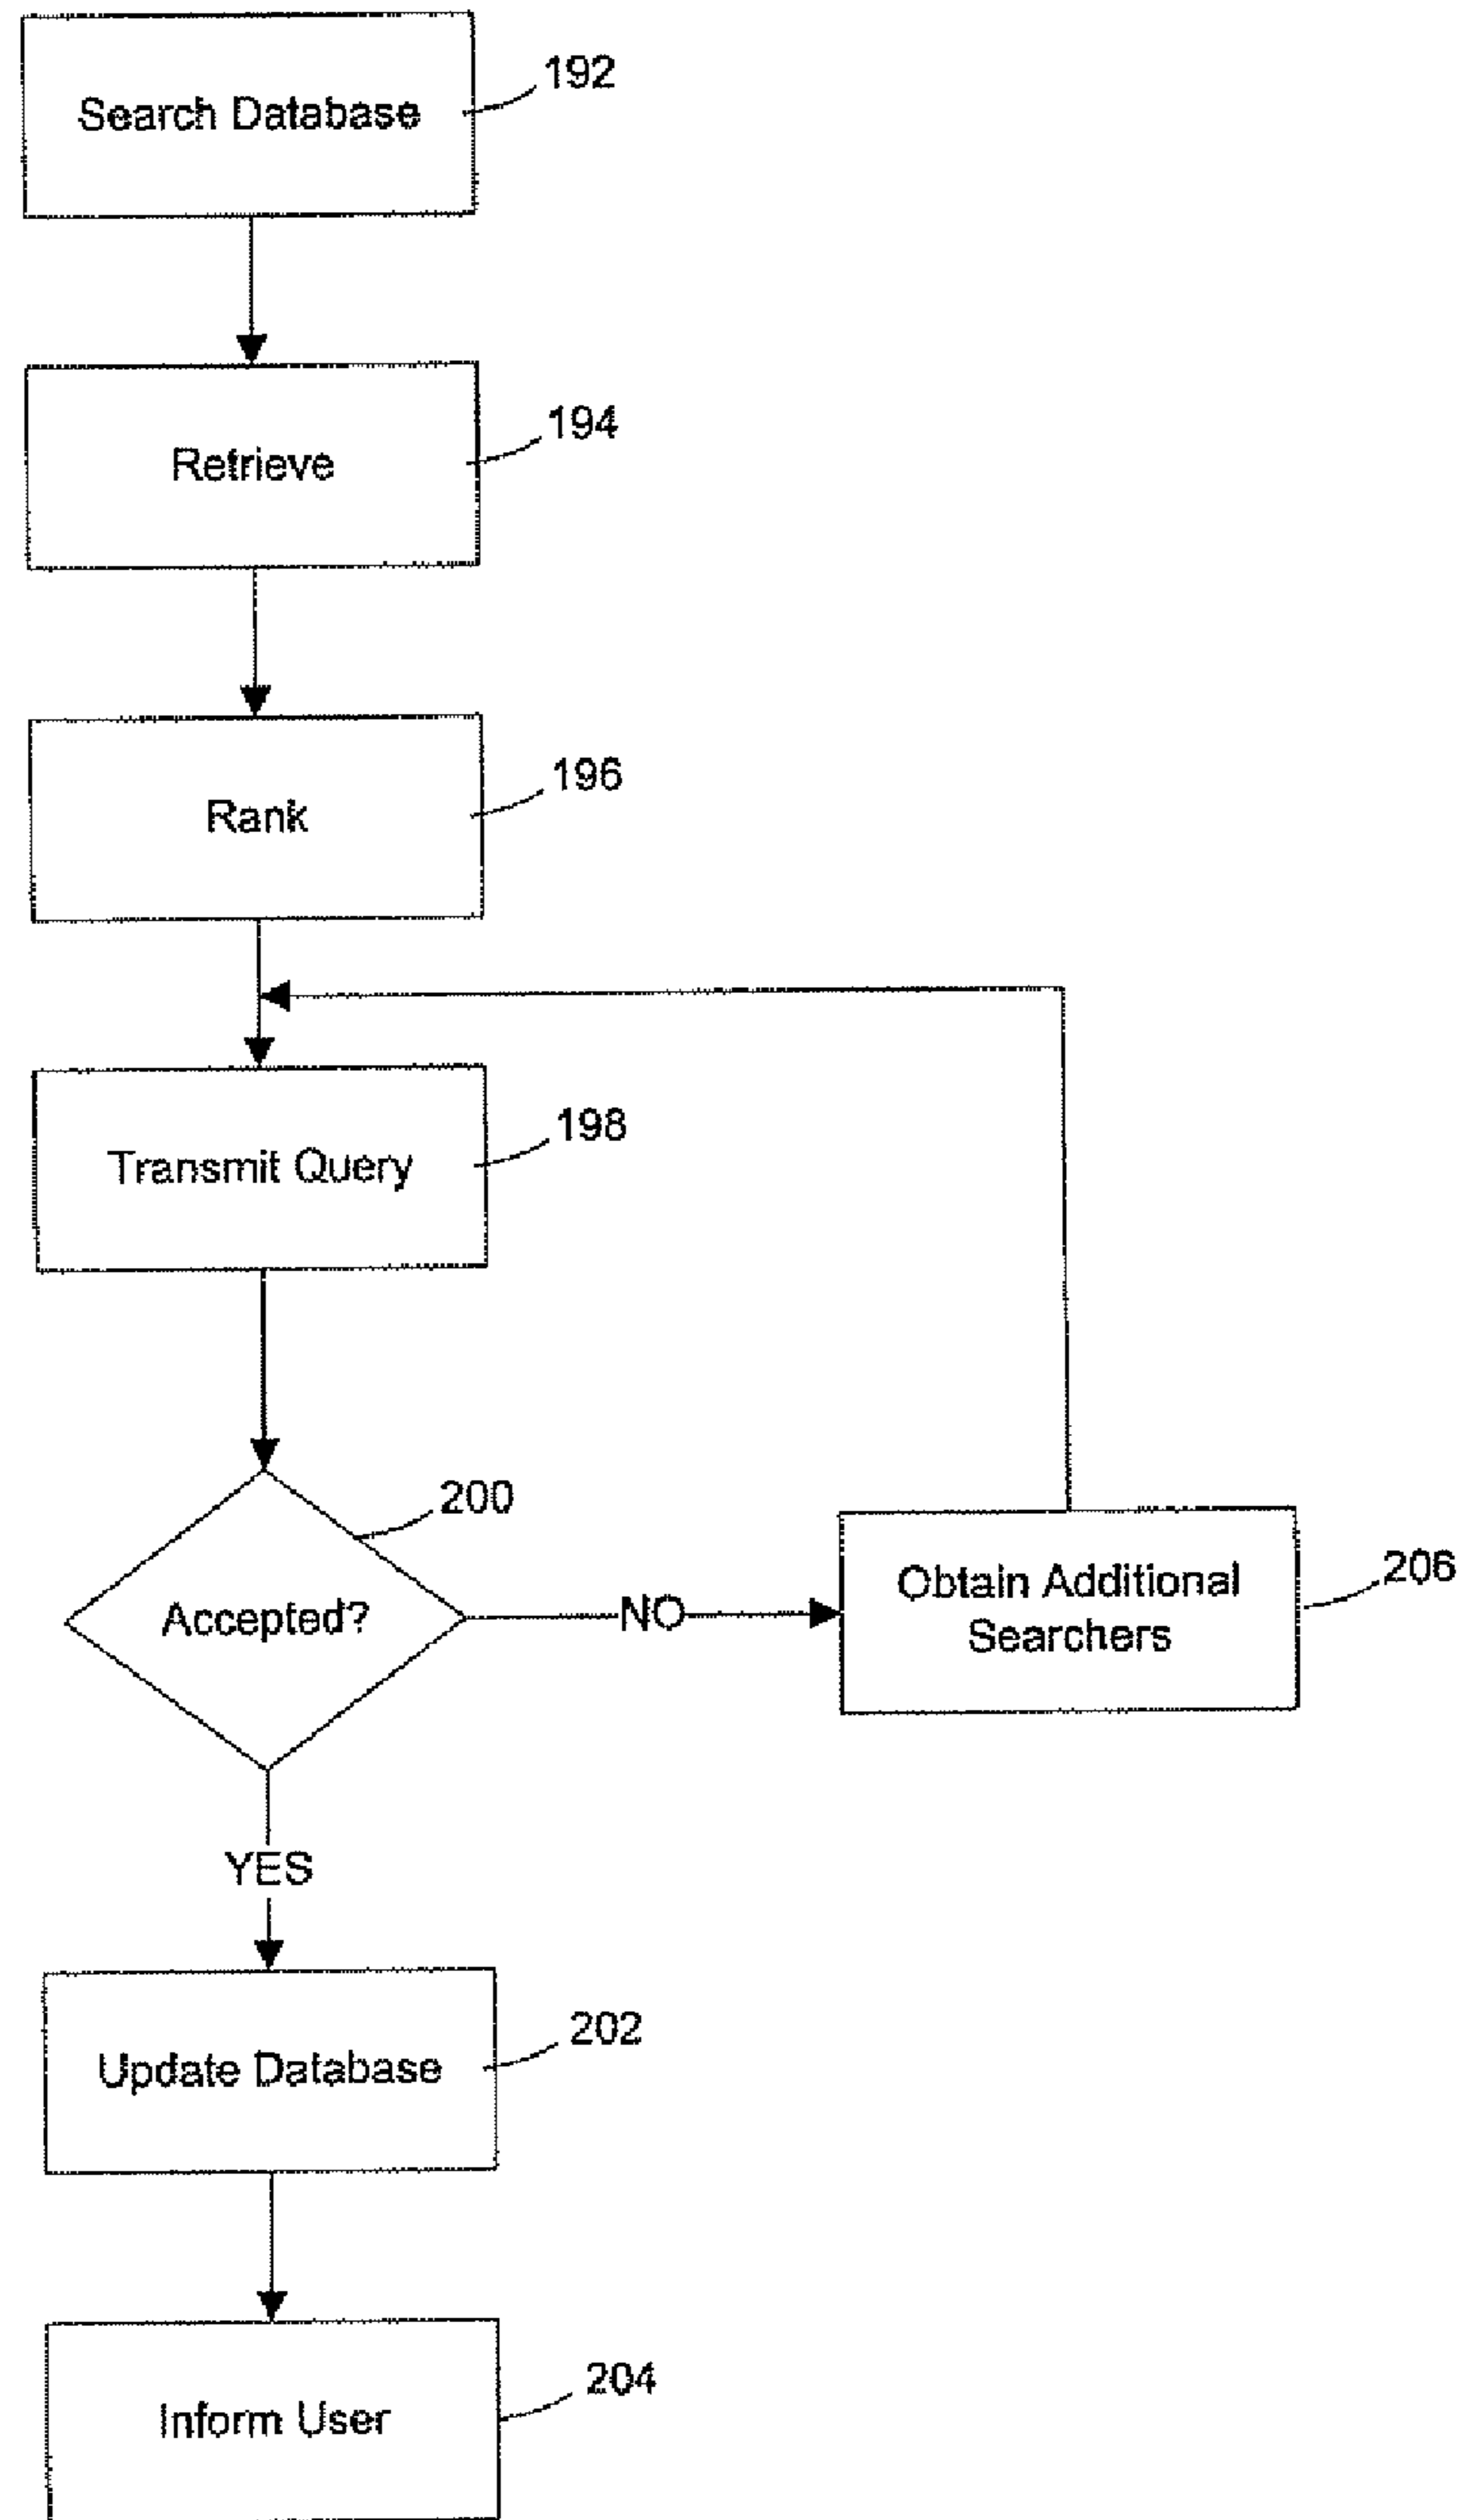 Search Database
192
Retrieve
194
Rank
196
Transmit Query
198
Accepted?
200
NO
Obtain Additional
Searchers
206
YES
Update Database
202
Inform User
204